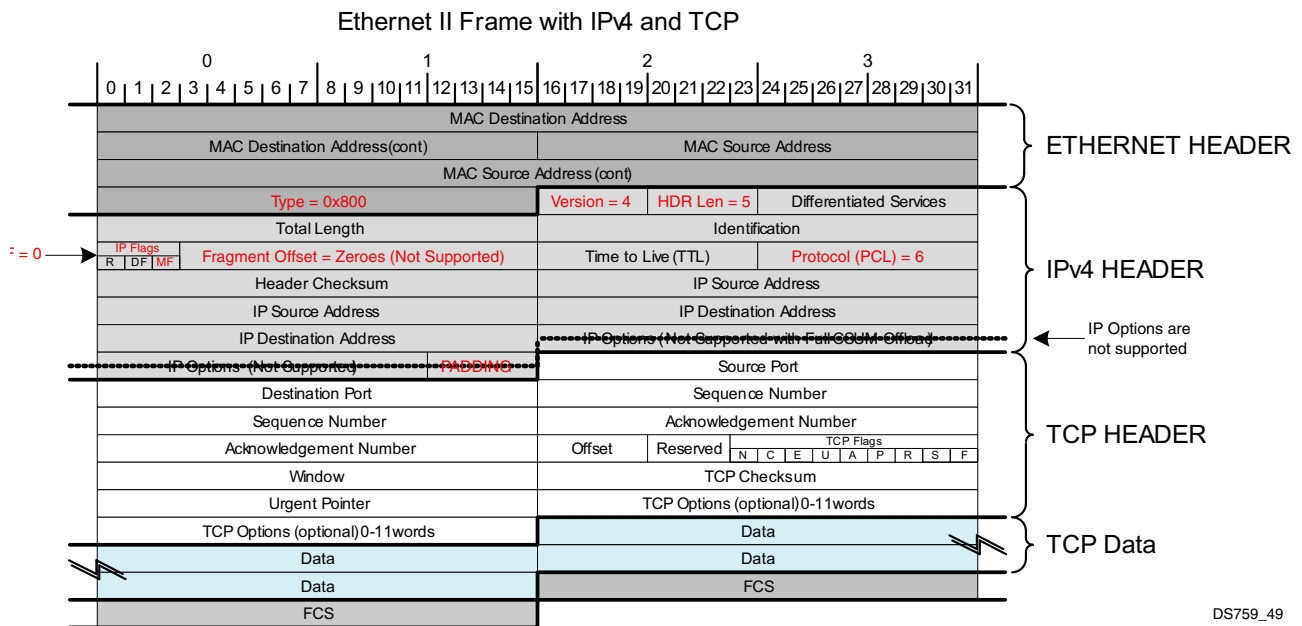 Ethernet II Frame with IPv4 and TCP
0 1 2 3
0 1 2 3 4 5 6 7 8 9 10 11 12 13 14 15 16 17 18 19 20 21 22 23 24 25 26 27 28 29 30 31
MAC Destination Address
MAC Destination Address(cont) MAC Source Address
ETHERNET HEADER
MAC Source Address (cont)
Type = 0x800 Version = 4 HDR Len = 5 Differentiated Services
Total Length Identification
= 0 IP Flags
R DF MF Fragment Offset = Zeroes (Not Supported) Time to Live (TTL) Protocol (PCL) = 6
IPv4 HEADER
Header Checksum IP Source Address
IP Source Address IP Destination Address
IP Destination Address IP Options (Not Supported with Full CSUM Offload)
IP Options are
not supported
IP Options (Not Supported) PADDING Source Port
Destination Port Sequence Number
Sequence Number Acknowledgement Number
TCP HEADER
Acknowledgement Number Offset Reserved TCP Flags
N C E U A P R S F
Window TCP Checksum
Urgent Pointer TCP Options (optional) 0-11words
TCP Options (optional) 0-11words Data
TCP Data
Data Data
Data FCS
FCS
DS759_49